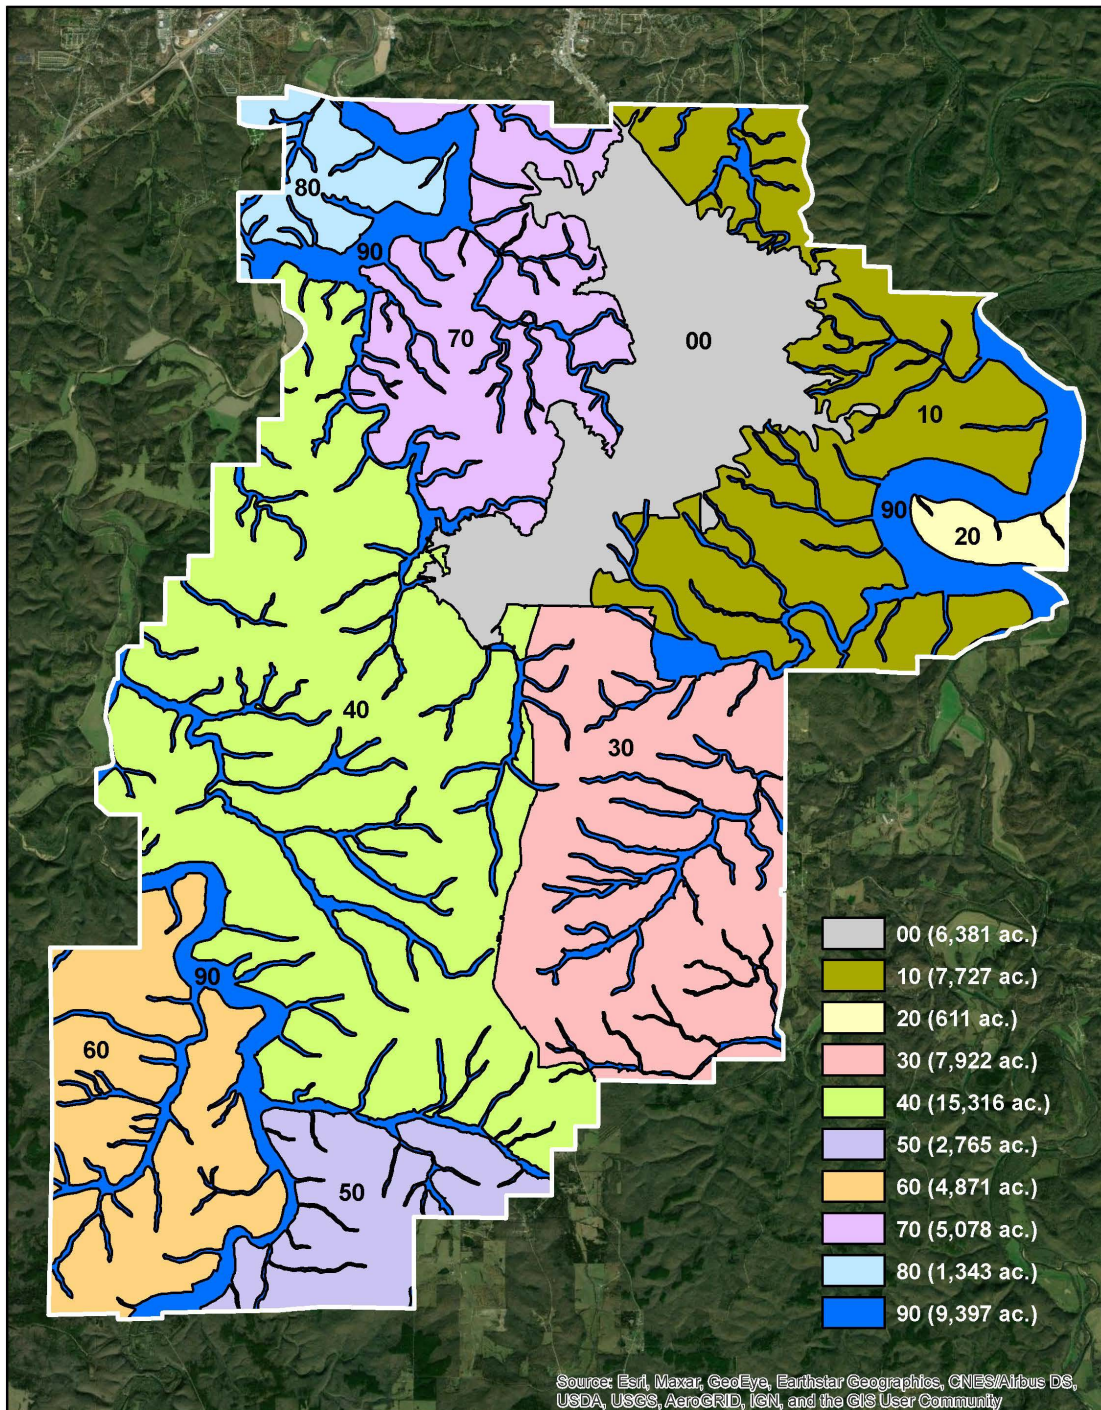 80
90
70
00
10
90
20
40
30
90
60
50
00 (6,381 ac.)
10 (7,727 ac.)
20 (611 ac.)
30 (7,922 ac.)
40 (15,316 ac.)
50 (2,765 ac.)
60 (4,871 ac.)
70 (5,078 ac.)
80 (1,343 ac.)
90 (9,397 ac.)
Source: Esri, Maxar, GeoEye, Earthstar Geographics, CNES/Airbus DS,
USDA, USGS, AeroGRID, IGN, and the GIS User Community